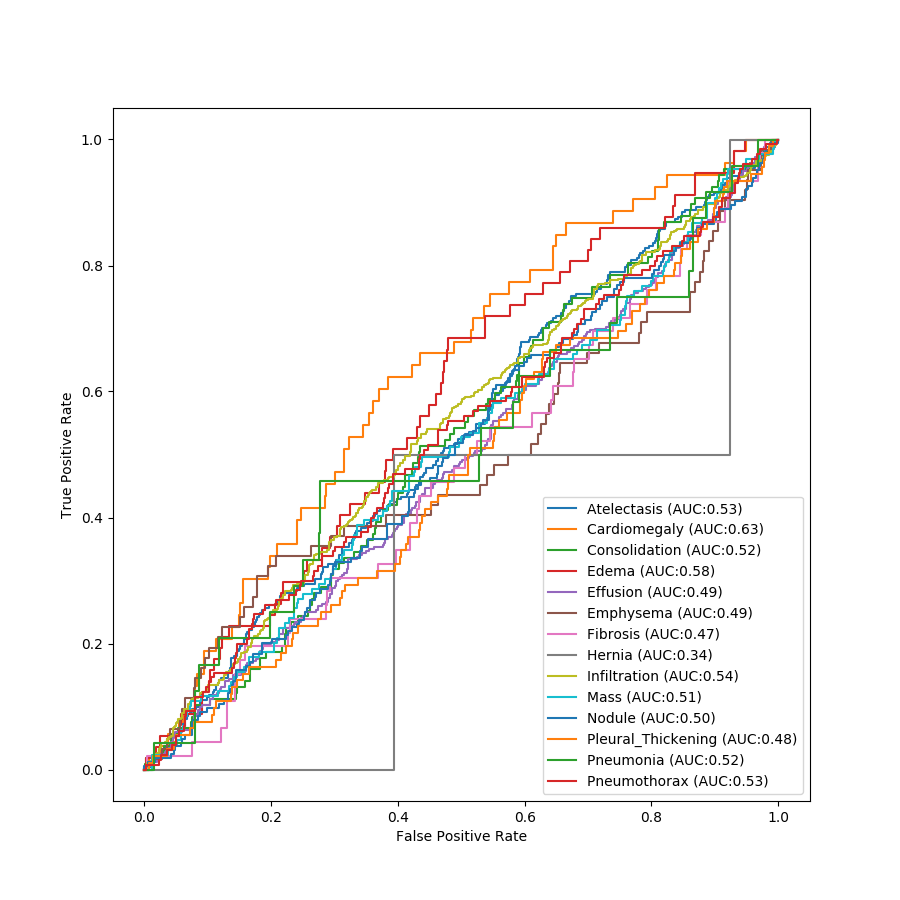 1.0
0.8
0.6
0.4
0.2
0.0
True Positive Rate
Atelectasis (AUC:0.53)
Cardiomegaly (AUC:0.63)
Consolidation (AUC:0.52)
Edema (AUC:0.58)
Effusion (AUC:0.49)
Emphysema (AUC:0.49)
Fibrosis (AUC:0.47)
Hernia (AUC:0.34)
Infiltration (AUC:0.54)
Mass (AUC:0.51)
Nodule (AUC:0.50)
Pleural_Thickening (AUC:0.48)
Pneumonia (AUC:0.52)
Pneumothorax (AUC:0.53)
0.0 0.2 0.4 0.6 0.8 1.0
False Positive Rate